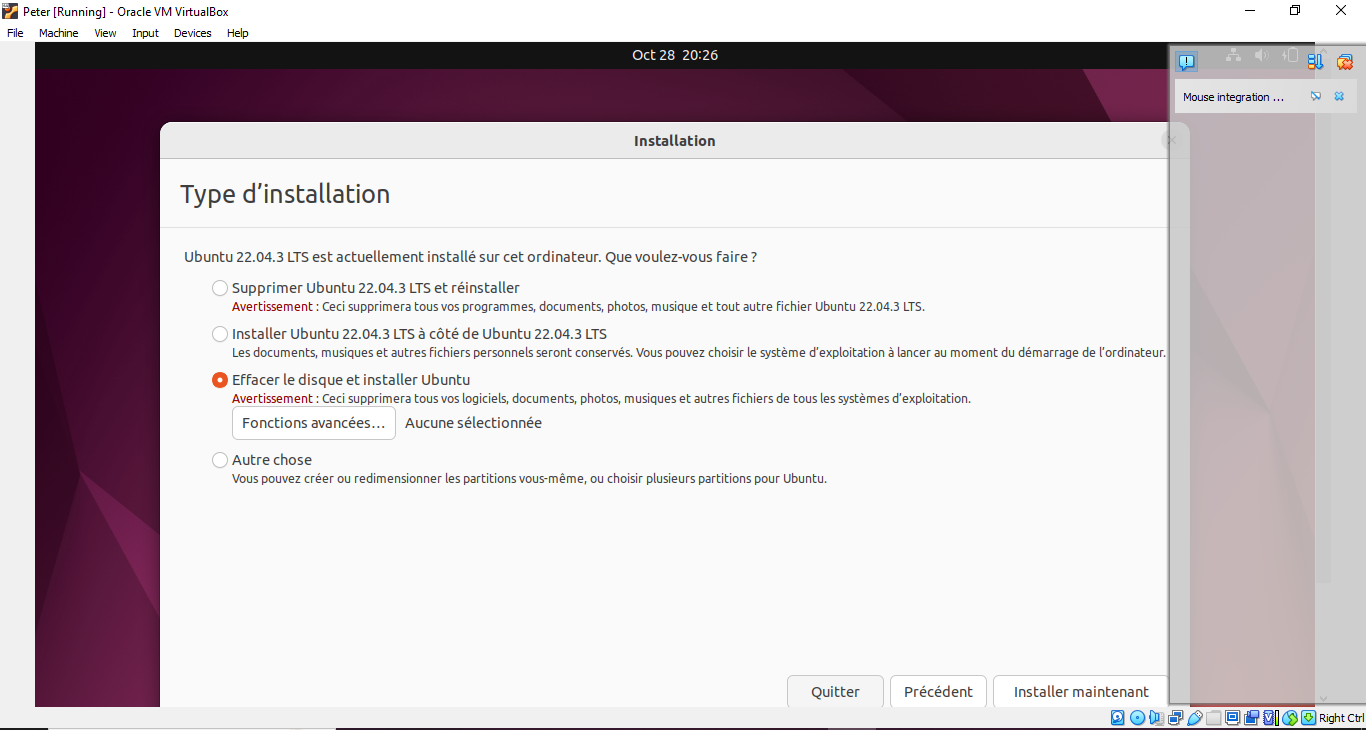 Peter [Running] - Oracle VM VirtualBox
File Machine View Input Devices Help
Oct 28 20:26
Mouse integration ...
Installation
Type d’installation
Ubuntu 22.04.3 LTS est actuellement installé sur cet ordinateur. Que voulez-vous faire ?
Supprimer Ubuntu 22.04.3 LTS et réinstaller
Avertissement : Ceci supprimera tous vos programmes, documents, photos, musique et tout autre fichier Ubuntu 22.04.3 LTS.
Installer Ubuntu 22.04.3 LTS à côté de Ubuntu 22.04.3 LTS
Les documents, musiques et autres fichiers personnels seront conservés. Vous pouvez choisir le système d’exploitation à lancer au moment du démarrage de l’ordinateur.
Effacer le disque et installer Ubuntu
Avertissement : Ceci supprimera tous vos logiciels, documents, photos, musiques et autres fichiers de tous les systèmes d’exploitation.
Fonctions avancées... Aucune sélectionnée
Autre chose
Vous pouvez créer ou redimensionner les partitions vous-même, ou choisir plusieurs partitions pour Ubuntu.
Quitter Précédent Installer maintenant
Right Ctrl